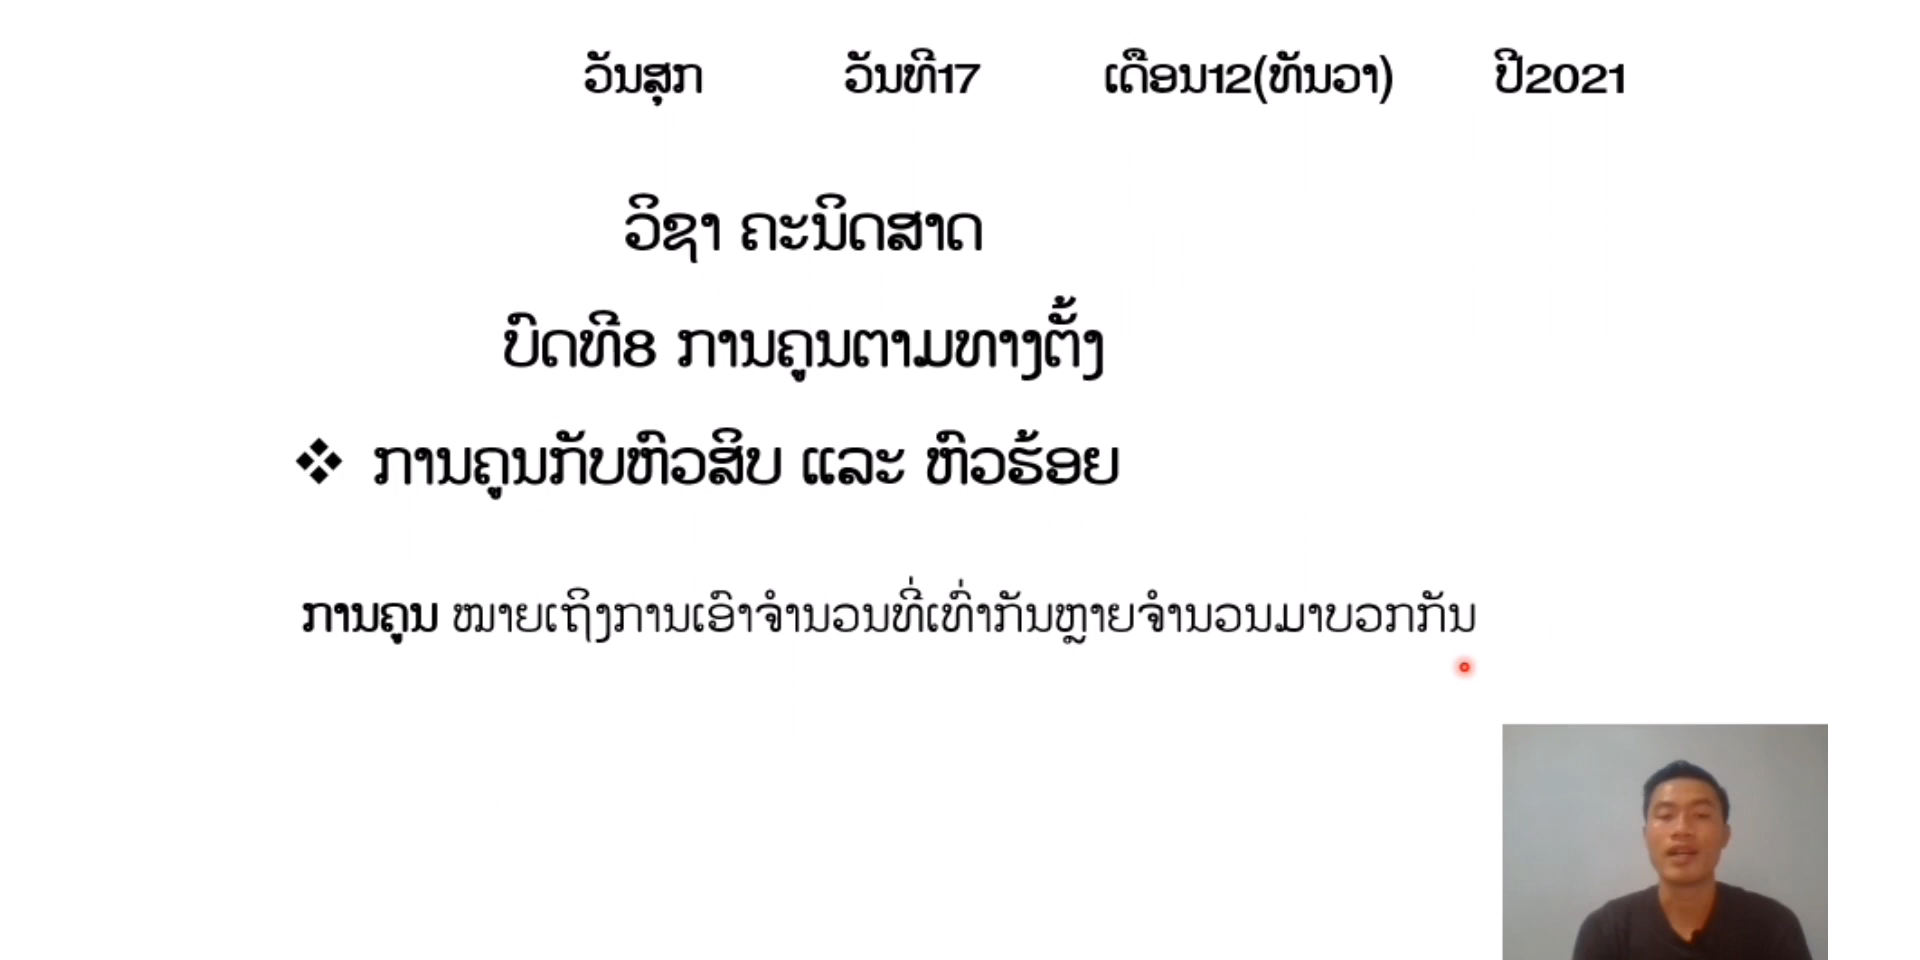 ວັນສຸກ ວັນທີ17 ເດືອນ12(ທັນວາ) ປີ2021
ວິຊາ ຄະນິດສາດ
ບົດທີ8 ການຄູນຕາມທາງຕັ້ງ
❖ ການຄູນກັບຫົວສິບ ແລະ ຫົວຮ້ອຍ
ການຄູນ ໝາຍເຖິງການເອົາຈຳນວນທີ່ເທົ່າກັນຫຼາຍຈຳນວນມາບວກກັນ